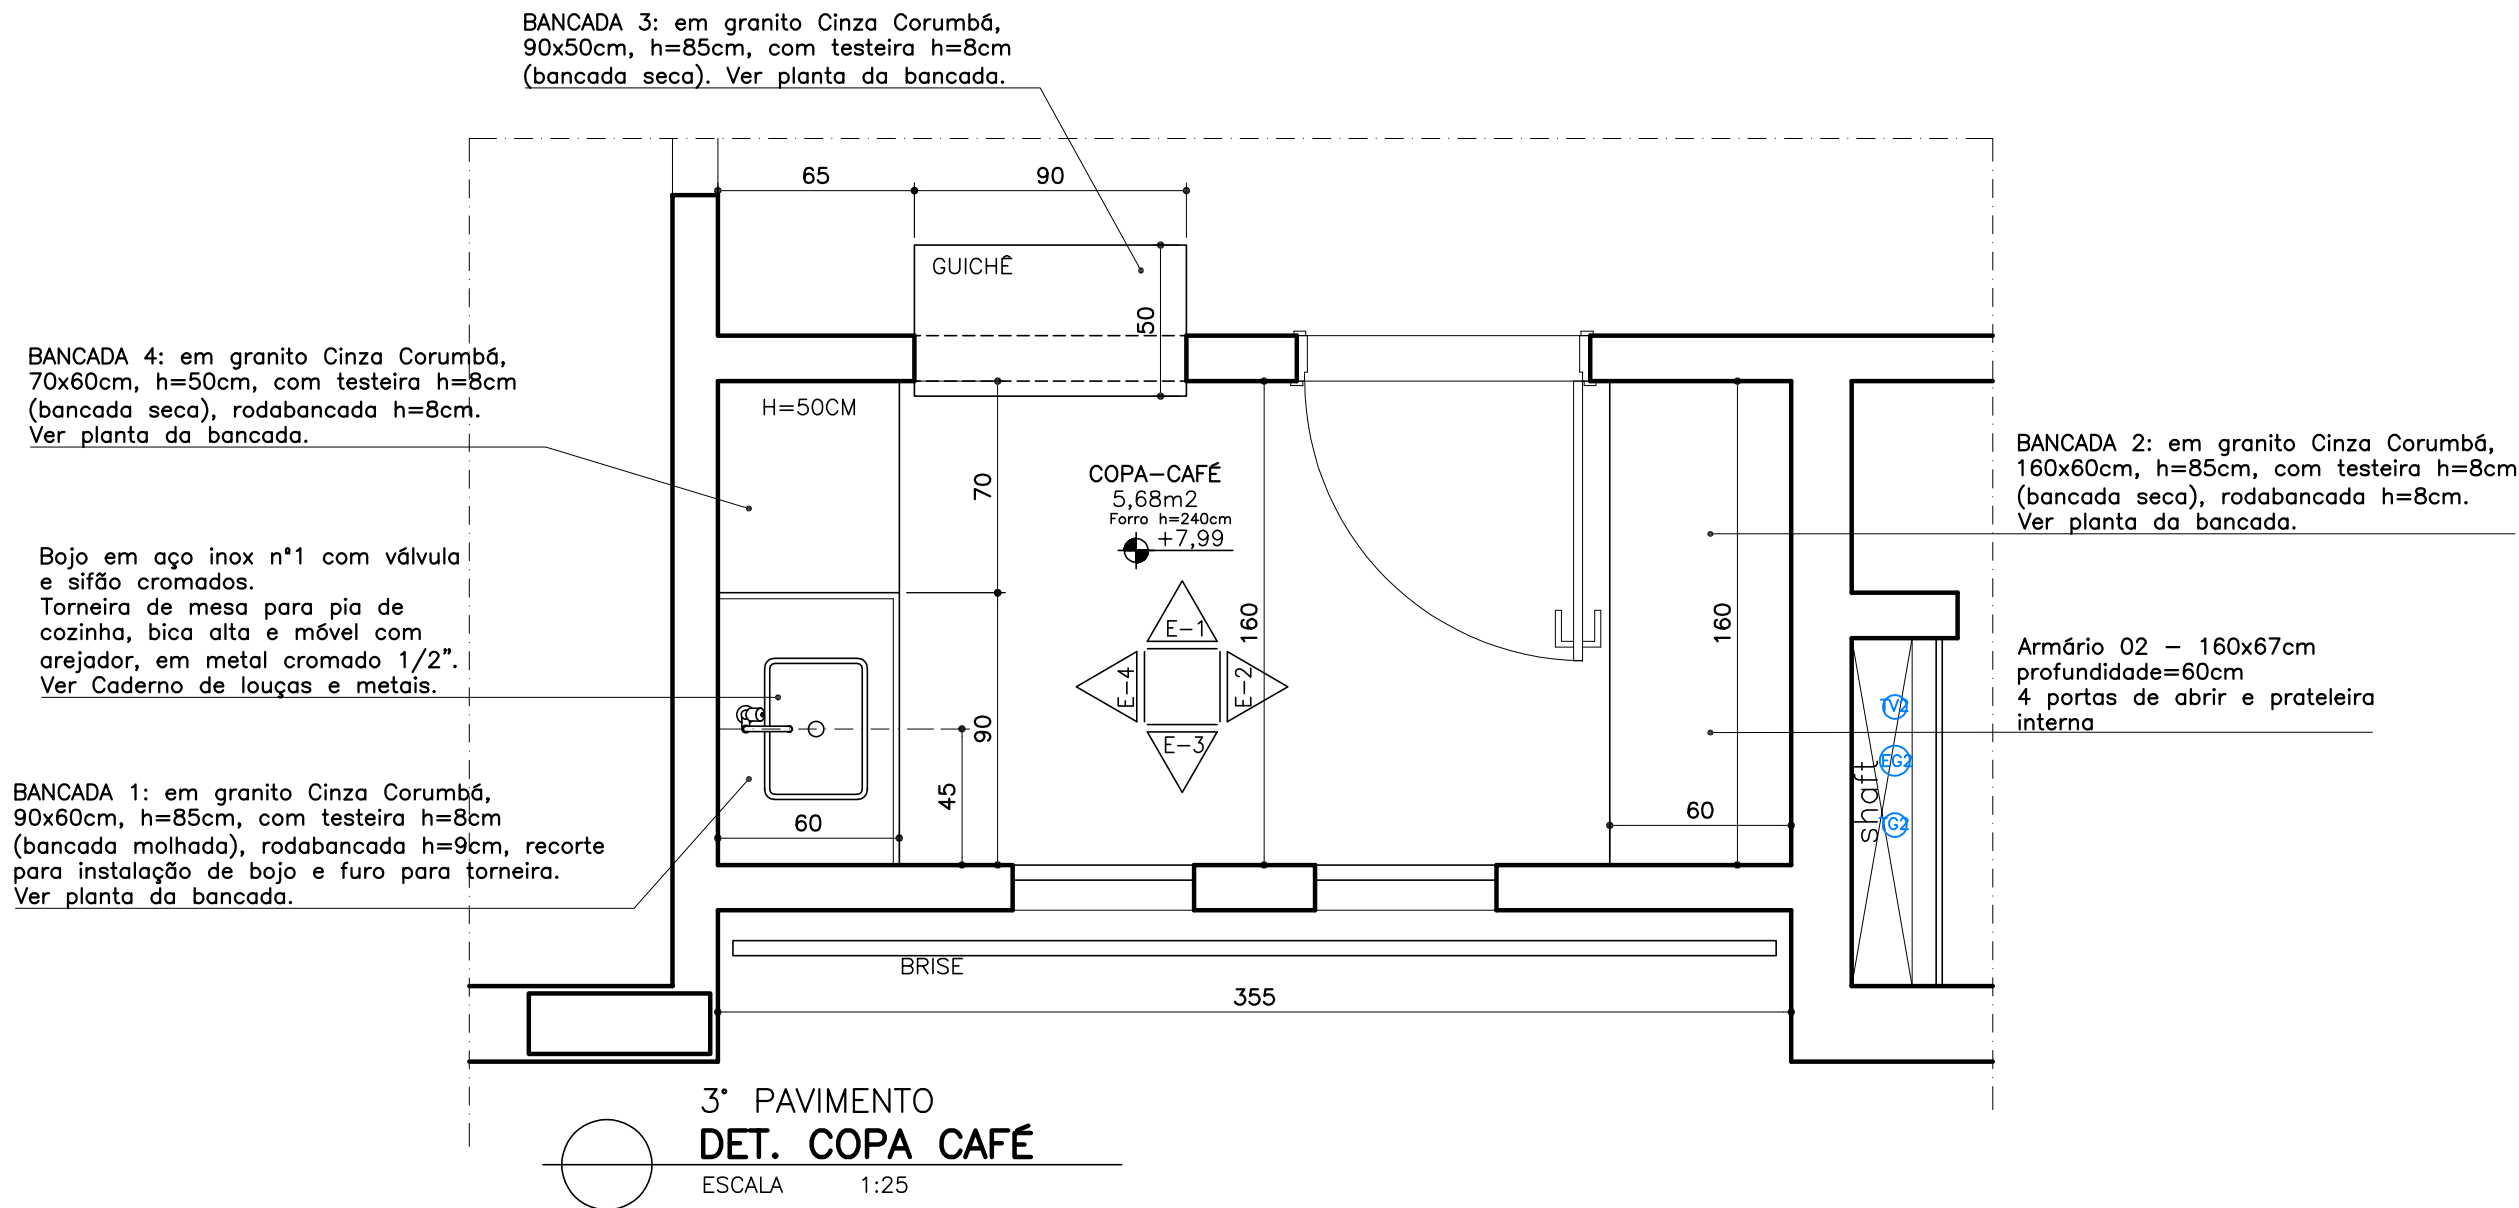 BANCADA 3: em granito Cinza Corumbá,
90x50cm, h=85cm, com testeira h=8cm
(bancada seca). Ver planta da bancada.
65
90
GUICHÊ
50
BANCADA 4: em granito Cinza Corumbá,
70x60cm, h=50cm, com testeira h=8cm
(bancada seca), rodabancada h=8cm.
Ver planta da bancada.
H=50CM
70
COPA-CAFÉ
5,68m2
Forro h=240cm
+7,99
BANCADA 2: em granito Cinza Corumbá,
160x60cm, h=85cm, com testeira h=8cm
(bancada seca), rodabancada h=8cm.
Ver planta da bancada.
Bojo em aço inox nª1 com válvula
e sifão cromados.
Torneira de mesa para pia de
cozinha, bica alta e móvel com
arejador, em metal cromado 1/2".
Ver Caderno de louças e metais.
E-1
E-4
E-2
E-3
160
160
Armário 02 - 160x67cm
profundidade=60cm
4 portas de abrir e prateleira
interna
TV2
EG2
TG2
shaft
90
45
60
60
BANCADA 1: em granito Cinza Corumbá,
90x60cm, h=85cm, com testeira h=8cm
(bancada molhada), rodabancada h=9cm, recorte
para instalação de bojo e furo para torneira.
Ver planta da bancada.
BRISE
355
3° PAVIMENTO
DET. COPA CAFÉ
ESCALA 1:25